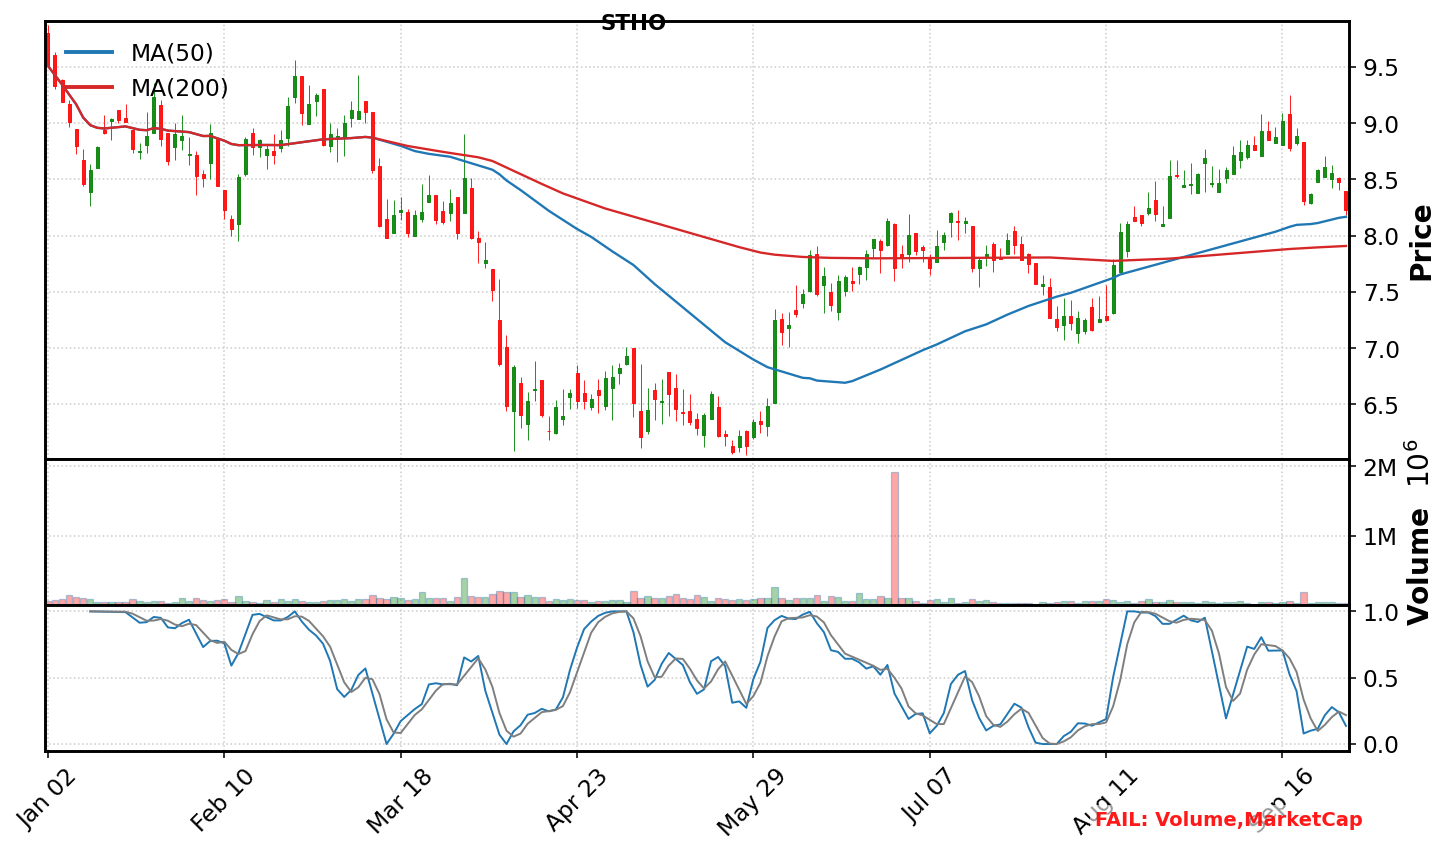 STHO
MA(50)
MA(200)
9.5
9.0
8.5
8.0
7.5
7.0
6.5
Price
2M
1M
Volume 10^6
1.0
0.5
0.0
Jan 02
Feb 10
Mar 18
Apr 23
May 29
Jul 07
Aug 11
Sep 16
FAIL: Volume,MarketCap